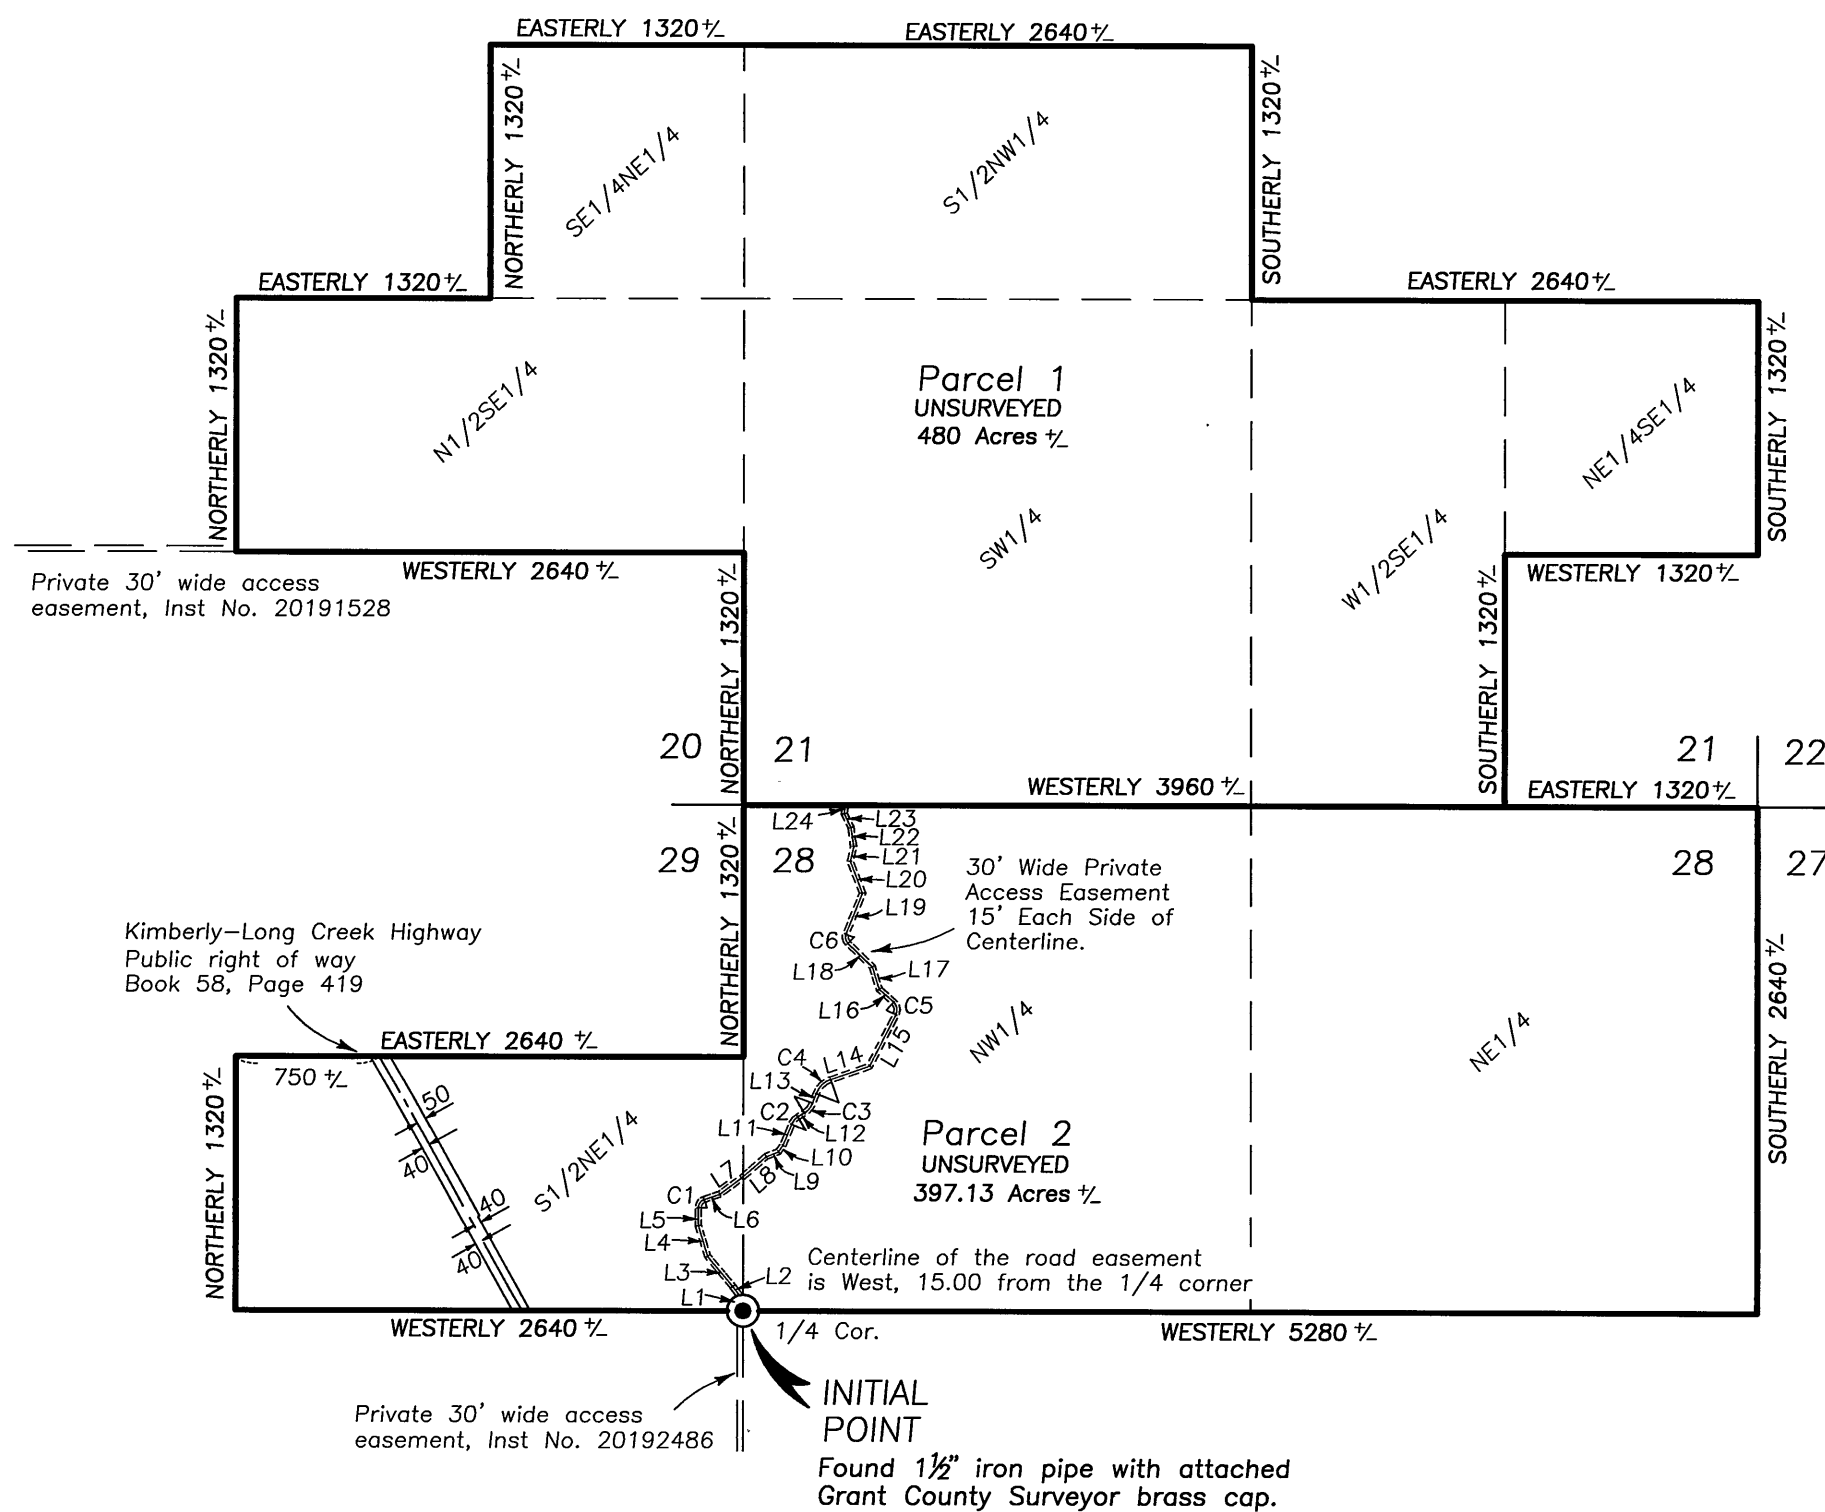 EASTERLY 1320 +/-
EASTERLY 2640 +/-
NORTHERLY 1320 +/-
SE1/4NE1/4
S1/2NW1/4
SOUTHERLY 1320 +/-
EASTERLY 1320 +/-
EASTERLY 2640 +/-
NORTHERLY 1320 +/-
N1/2SE1/4
Parcel 1
UNSURVEYED
480 Acres +/-
NE1/4SE1/4
SOUTHERLY 1320 +/-
SW1/4
W1/2SE1/4
WESTERLY 2640 +/-
WESTERLY 1320 +/-
Private 30' wide access
easement, Inst No. 20191528
NORTHERLY 1320 +/-
SOUTHERLY 1320 +/-
20
21
21
22
WESTERLY 3960 +/-
EASTERLY 1320 +/-
L24
L23
L22
L21
L20
L19
29
28
28
27
30' Wide Private
Access Easement
15' Each Side of
Centerline.
NORTHERLY 1320 +/-
Kimberly-Long Creek Highway
Public right of way
Book 58, Page 419
C6
L18
L17
L16
C5
NW1/4
NE1/4
SOUTHERLY 2640 +/-
EASTERLY 2640 +/-
750 +/-
C4
L14
L15
L13
C2
C3
L11
L12
L10
L9
L8
L7
50
40
40
40
S1/2NE1/4
NORTHERLY 1320 +/-
Parcel 2
UNSURVEYED
397.13 Acres +/-
C1
L6
L5
L4
L3
L2
L1
Centerline of the road easement
is West, 15.00 from the 1/4 corner
WESTERLY 2640 +/-
1/4 Cor.
WESTERLY 5280 +/-
INITIAL
POINT
Private 30' wide access
easement, Inst No. 20192486
Found 1½" iron pipe with attached
Grant County Surveyor brass cap.